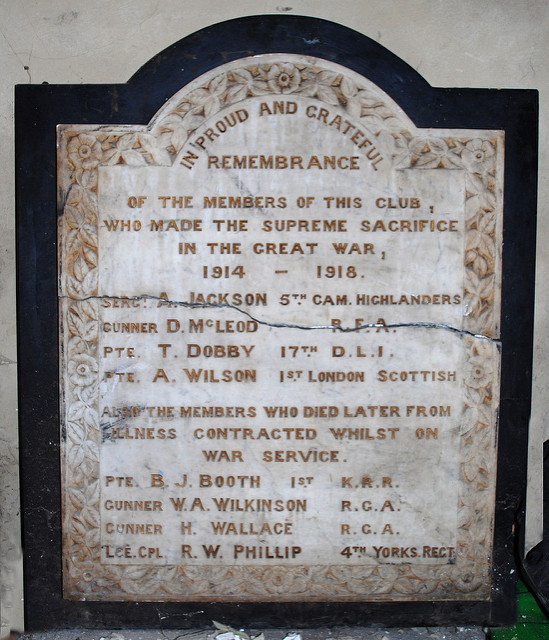 IN PROUD AND GRATEFUL
REMEMBRANCE
OF THE MEMBERS OF THIS CLUB,
WHO MADE THE SUPREME SACRIFICE
IN THE GREAT WAR,
1914 — 1918.
SERGT A. JACKSON 5TH CAM. HIGHLANDERS
GUNNER D. MCLEOD R.F.A.
PTE. T. DOBBY 17TH D.L.I.
PTE. A. WILSON 1ST LONDON SCOTTISH
ALSO THE MEMBERS WHO DIED LATER FROM
ILLNESS CONTRACTED WHILST ON
WAR SERVICE.
PTE. B. J. BOOTH 1ST K.R.R.
GUNNER W.A. WILKINSON R.G.A.
GUNNER H. WALLACE R.G.A.
LCE. CPL. R. W. PHILLIP 4TH YORKS. REGT